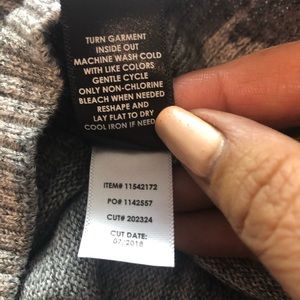 TURN GARMENT
INSIDE OUT
MACHINE WASH COLD
WITH LIKE COLORS
GENTLE CYCLE
ONLY NON-CHLORINE
BLEACH WHEN NEEDED
RESHAPE AND
LAY FLAT TO DRY
COOL IRON IF NEED
ITEM# 11542172
PO# 1142557
CUT# 202324
CUT DATE:
07/2018